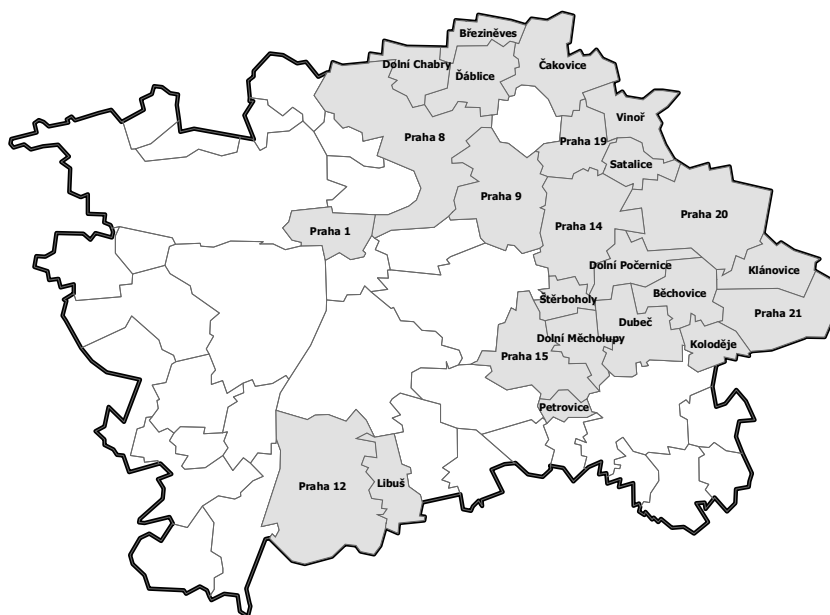 Březiněves
Dolní Chabry
Ďáblice
Čakovice
Vinoř
Praha 8
Praha 19
Satalice
Praha 9
Praha 20
Praha 1
Praha 14
Dolní Počernice
Klánovice
Běchovice
Štěrboholy
Praha 21
Dubeč
Dolní Měcholupy
Koloděje
Praha 15
Petrovice
Praha 12
Libuš